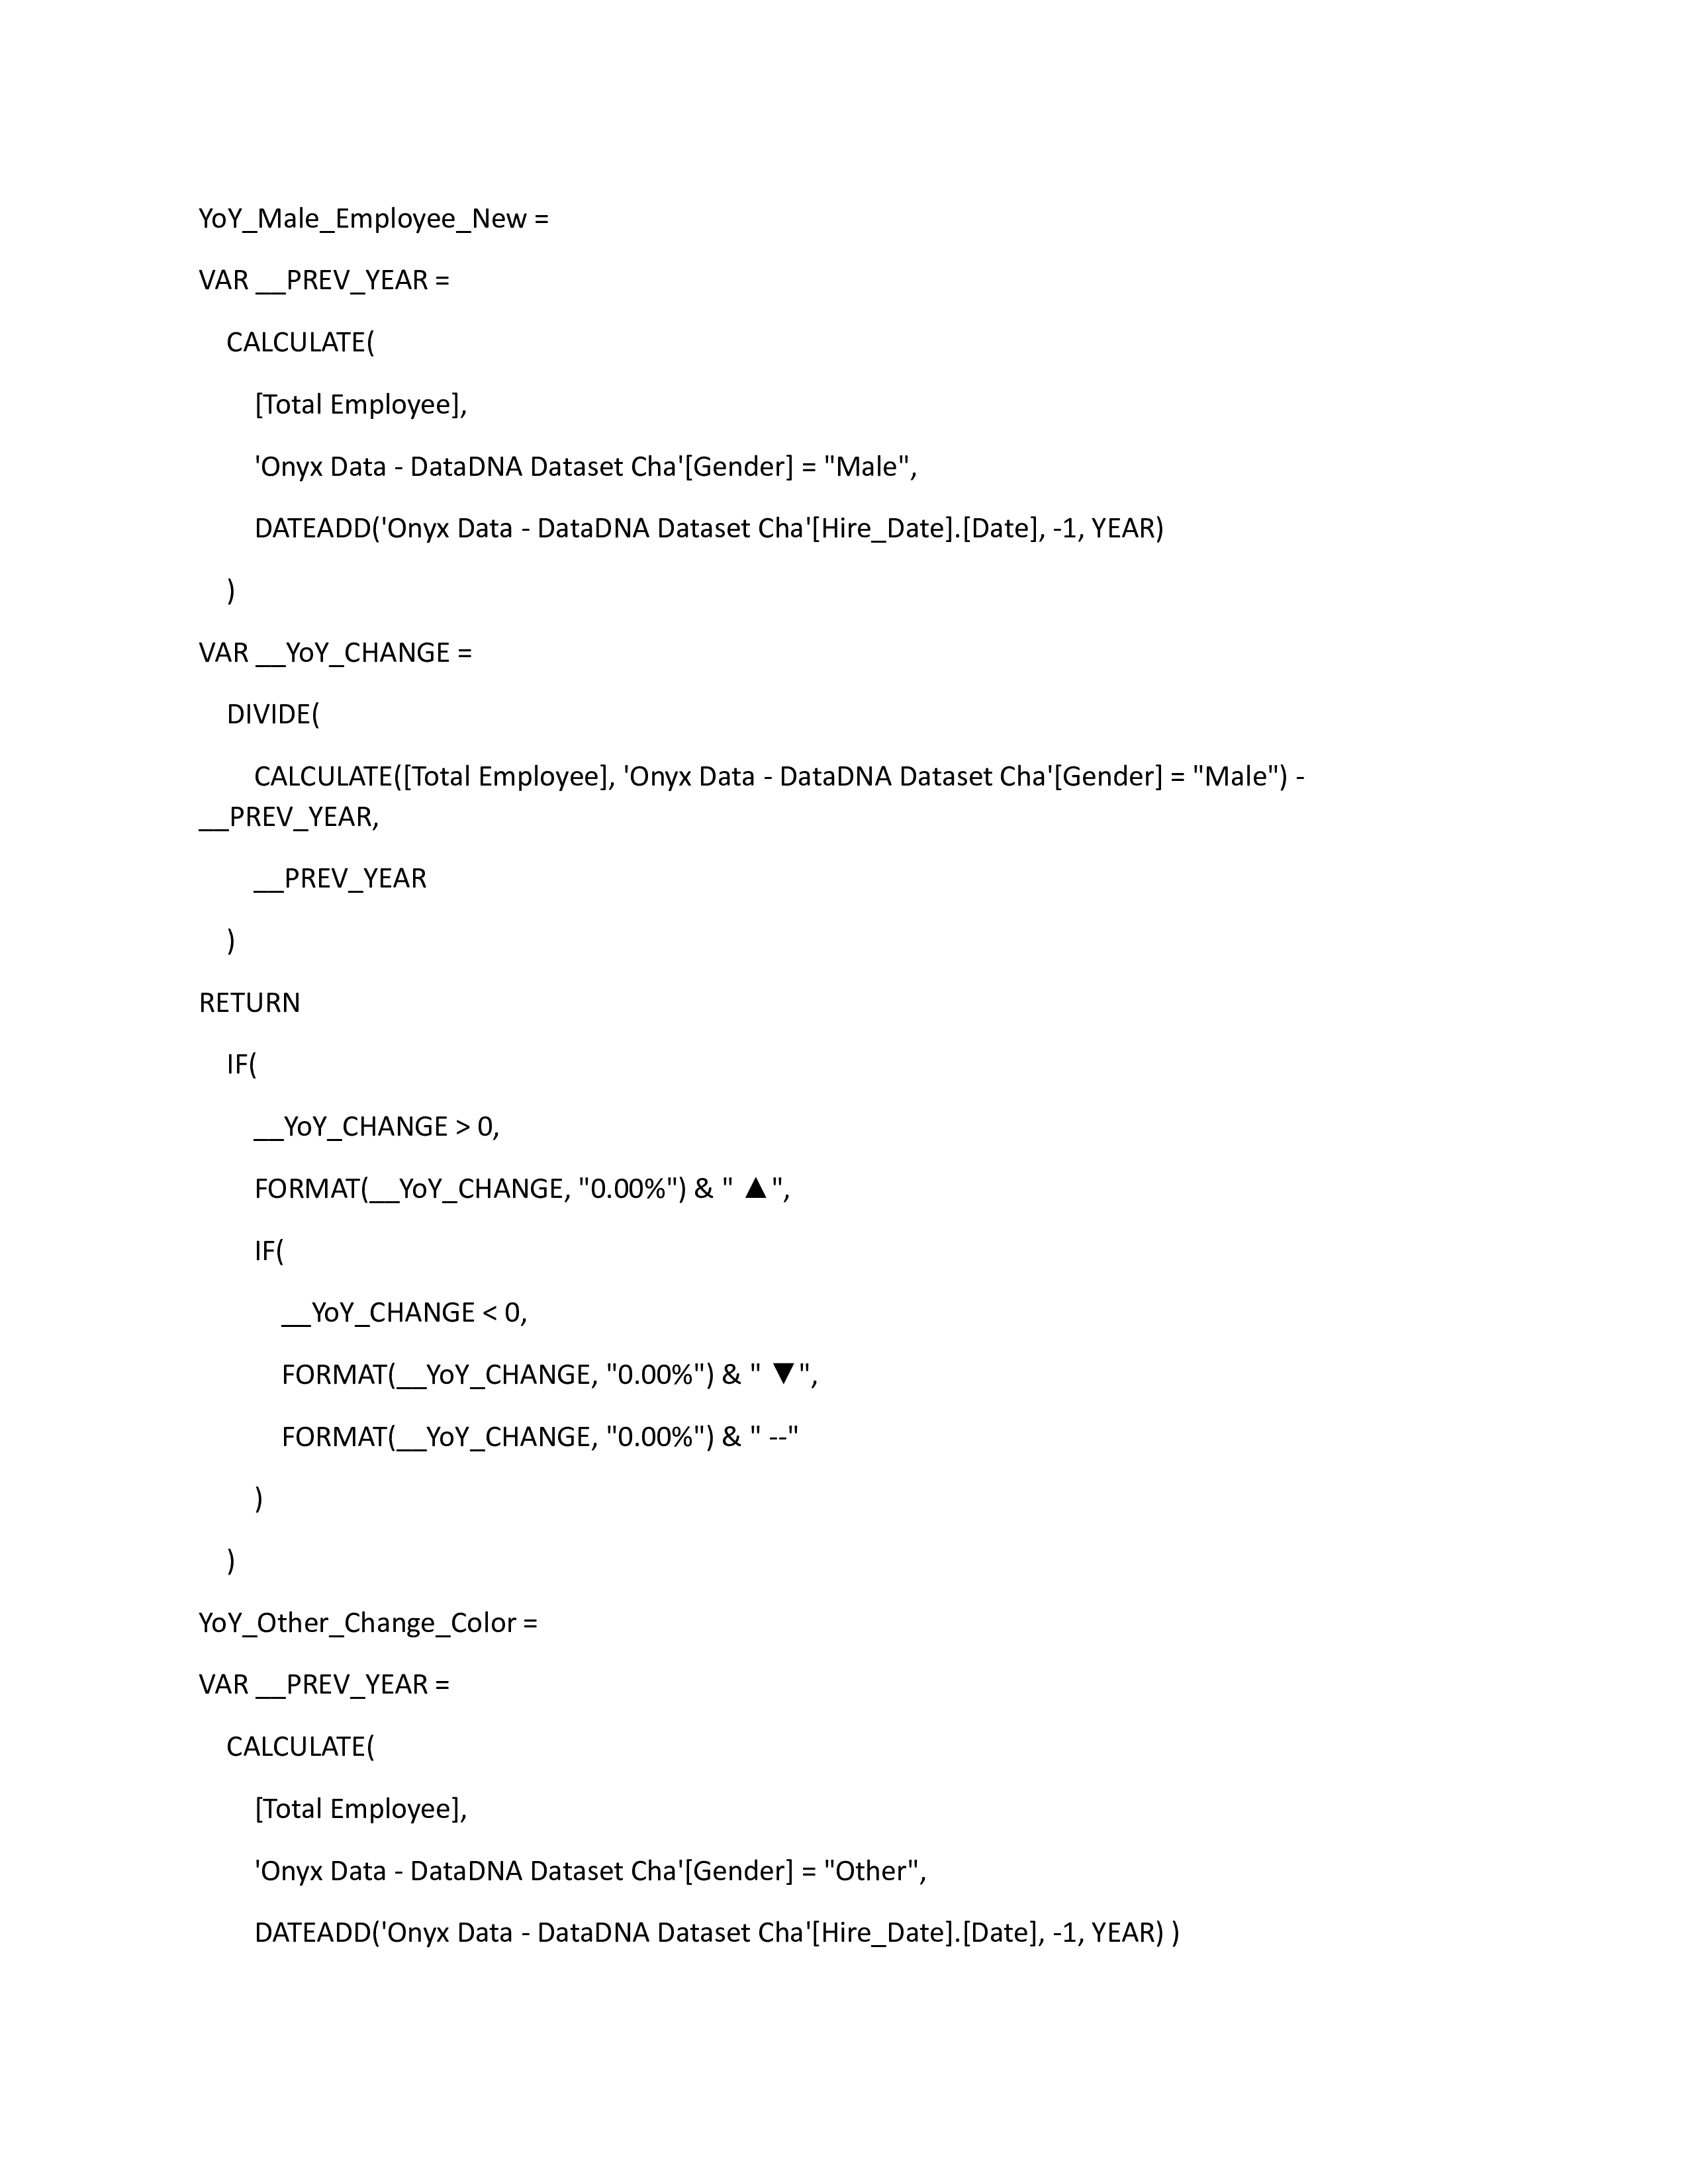 YoY_Male_Employee_New =
VAR __PREV_YEAR =
CALCULATE(
[Total Employee],
'Onyx Data - DataDNA Dataset Cha'[Gender] = "Male",
DATEADD('Onyx Data - DataDNA Dataset Cha'[Hire_Date].[Date], -1, YEAR)
)
VAR __YoY_CHANGE =
DIVIDE(
CALCULATE([Total Employee], 'Onyx Data - DataDNA Dataset Cha'[Gender] = "Male") -
__PREV_YEAR,
__PREV_YEAR
)
RETURN
IF(
__YoY_CHANGE > 0,
FORMAT(__YoY_CHANGE, "0.00%") & " ▲",
IF(
__YoY_CHANGE < 0,
FORMAT(__YoY_CHANGE, "0.00%") & " ▼",
FORMAT(__YoY_CHANGE, "0.00%") & " --"
)
)
YoY_Other_Change_Color =
VAR __PREV_YEAR =
CALCULATE(
[Total Employee],
'Onyx Data - DataDNA Dataset Cha'[Gender] = "Other",
DATEADD('Onyx Data - DataDNA Dataset Cha'[Hire_Date].[Date], -1, YEAR) )